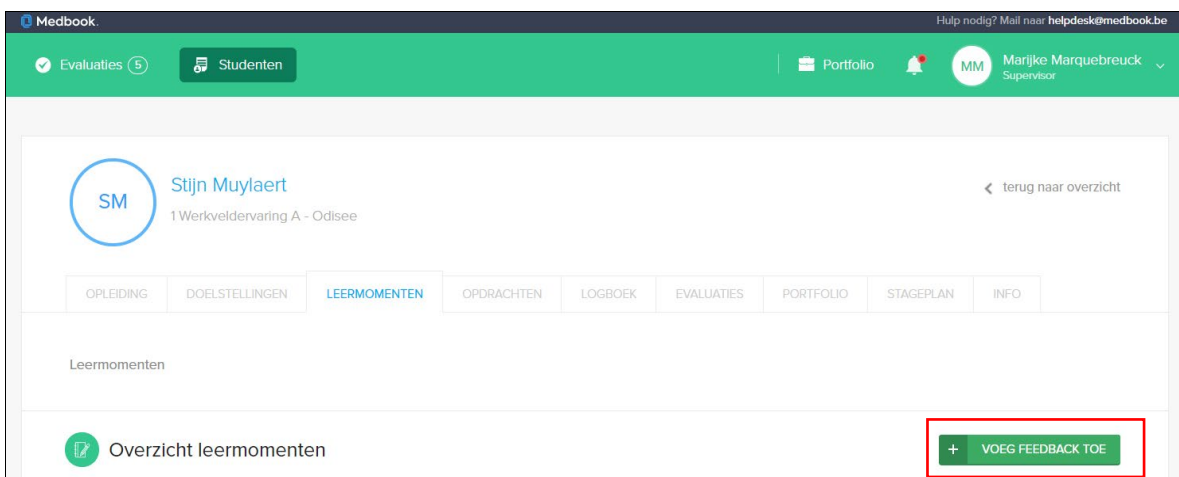 Medbook. Hulp nodig? Mail naar helpdesk@medbook.be
Evaluaties 5 Studenten Portfolio MM Marijke Marquebreuck
Supervisor
SM Stijn Muylaert
1 Werkveldervaring A - Odisee
terug naar overzicht
OPLEIDING DOELSTELLINGEN LEERMOMENTEN OPDRACHTEN LOGBOEK EVALUATIES PORTFOLIO STAGEPLAN INFO
Leermomenten
Overzicht leermomenten + VOEG FEEDBACK TOE